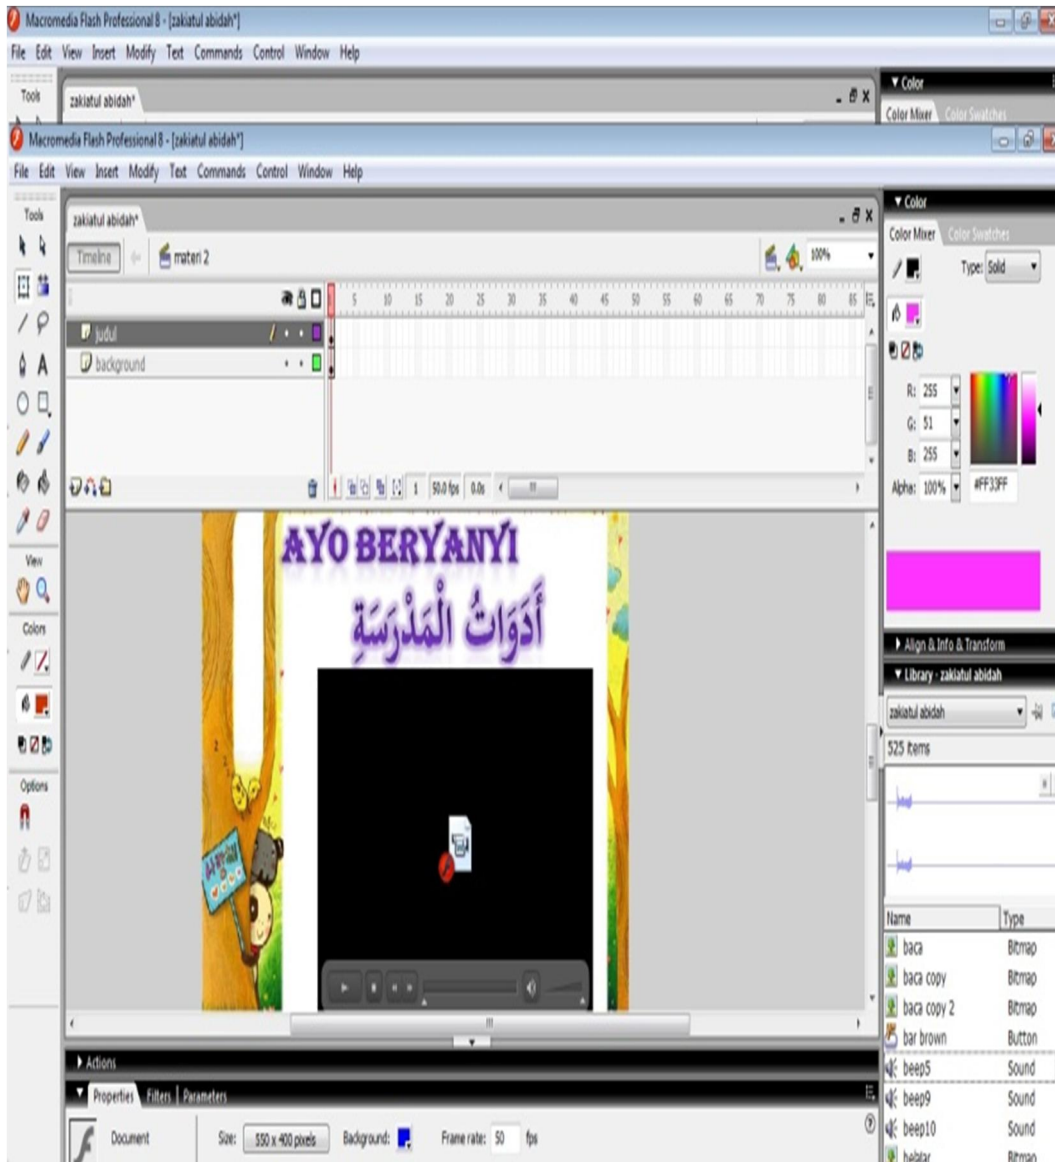 Macromedia Flash Professional 8 - [zakiatul abidah*]
File Edit View Insert Modify Text Commands Control Window Help
Tools
zakiatul abidah*
Color
Color Mixer Color Swatches
Macromedia Flash Professional 8 - [zakiatul abidah*]
File Edit View Insert Modify Text Commands Control Window Help
Tools
zakiatul abidah*
Color
Color Mixer Color Swatches
Timeline materi 2 100%
Type: Solid
5 10 15 20 25 30 35 40 45 50 55 60 65 70 75 80 85
judul
background
R: 255
G: 51
B: 255
Alpha: 100% #FF33FF
1 50.0 fps 0.0s
View
Colors
Options
AYO BERYANYI
أَدَوَاتُ الْمَدْرَسَةِ
Align & Info & Transform
Library - zakiatul abidah
zakiatul abidah
525 items
Name Type
baca Bitmap
baca copy Bitmap
baca copy 2 Bitmap
bar brown Button
beep5 Sound
beep9 Sound
beep10 Sound
Bitmap
Actions
Properties Filters Parameters
Document Size: 550 x 400 pixels Background: Frame rate: 50 fps